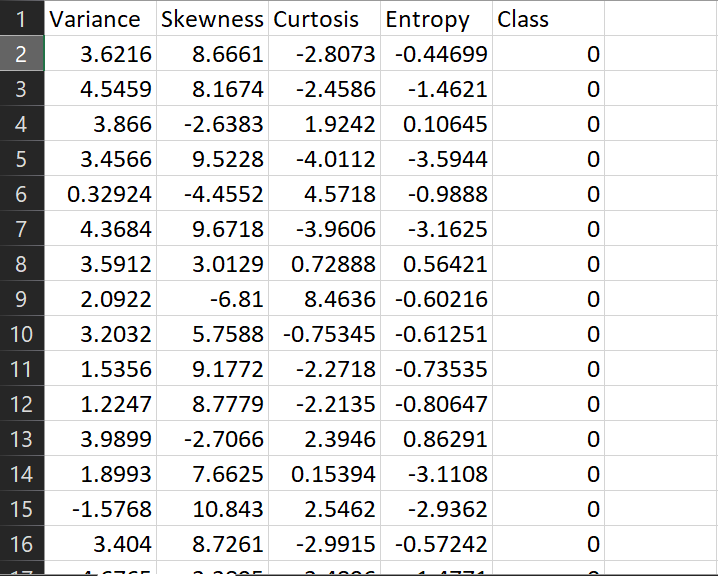 1 Variance Skewness Curtosis Entropy Class
2 3.6216 8.6661 -2.8073 -0.44699 0
3 4.5459 8.1674 -2.4586 -1.4621 0
4 3.866 -2.6383 1.9242 0.10645 0
5 3.4566 9.5228 -4.0112 -3.5944 0
6 0.32924 -4.4552 4.5718 -0.9888 0
7 4.3684 9.6718 -3.9606 -3.1625 0
8 3.5912 3.0129 0.72888 0.56421 0
9 2.0922 -6.81 8.4636 -0.60216 0
10 3.2032 5.7588 -0.75345 -0.61251 0
11 1.5356 9.1772 -2.2718 -0.73535 0
12 1.2247 8.7779 -2.2135 -0.80647 0
13 3.9899 -2.7066 2.3946 0.86291 0
14 1.8993 7.6625 0.15394 -3.1108 0
15 -1.5768 10.843 2.5462 -2.9362 0
16 3.404 8.7261 -2.9915 -0.57242 0